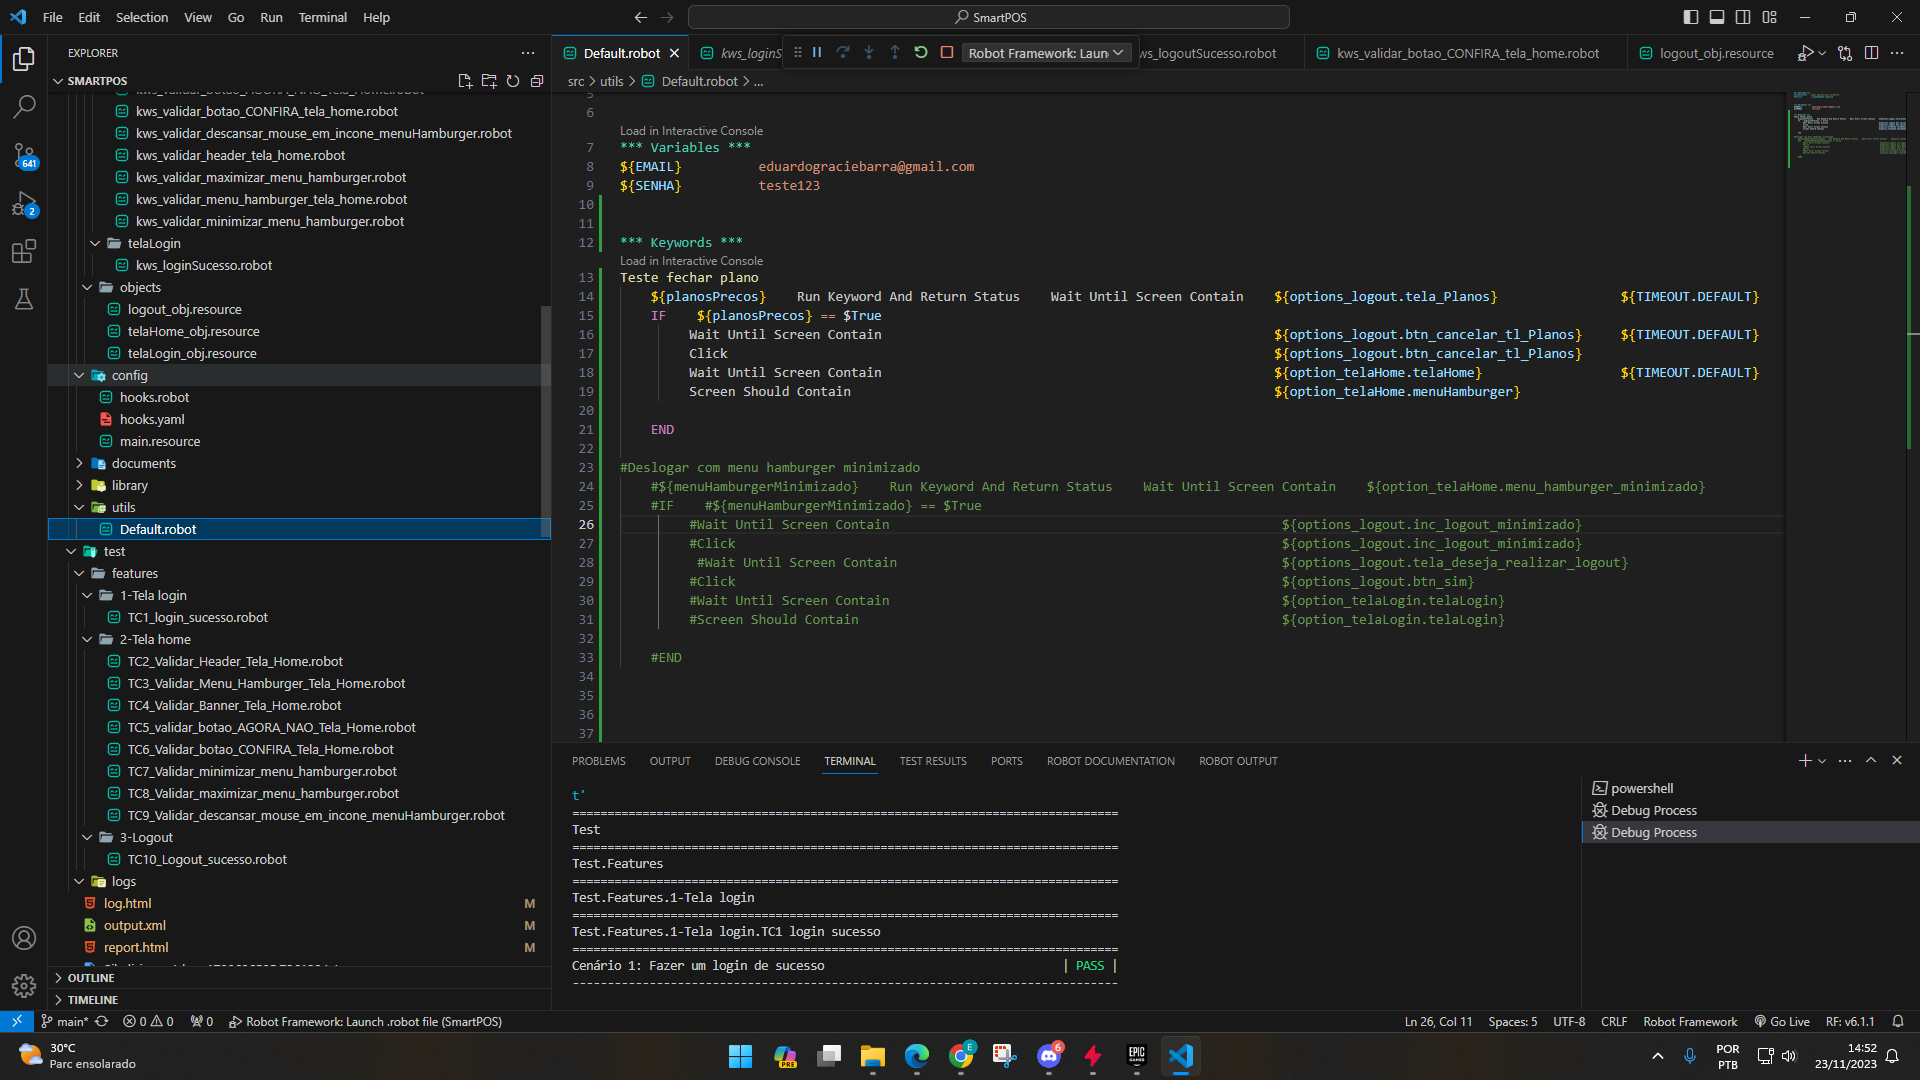 File Edit Selection View Go Run Terminal Help
SmartPOS
EXPLORER
SMARTPOS
kws_validar_botao_AGORA_NAO_Tela_Home.robot
kws_validar_botao_CONFIRA_tela_home.robot
kws_validar_descansar_mouse_em_incone_menuHamburger.robot
kws_validar_header_tela_home.robot
kws_validar_maximizar_menu_hamburger.robot
kws_validar_menu_hamburger_tela_home.robot
kws_validar_minimizar_menu_hamburger.robot
telaLogin
kws_loginSucesso.robot
objects
logout_obj.resource
telaHome_obj.resource
telaLogin_obj.resource
config
hooks.robot
hooks.yaml
main.resource
documents
library
utils
Default.robot
test
features
1-Tela login
TC1_login_sucesso.robot
2-Tela home
TC2_Validar_Header_Tela_Home.robot
TC3_Validar_Menu_Hamburger_Tela_Home.robot
TC4_Validar_Banner_Tela_Home.robot
TC5_validar_botao_AGORA_NAO_Tela_Home.robot
TC6_Validar_botao_CONFIRA_Tela_Home.robot
TC7_Validar_minimizar_menu_hamburger.robot
TC8_Validar_maximizar_menu_hamburger.robot
TC9_Validar_descansar_mouse_em_incone_menuHamburger.robot
3-Logout
TC10_Logout_sucesso.robot
logs
log.html M
output.xml M
report.html M
OUTLINE
TIMELINE
641
2
Default.robot kws_loginS Robot Framework: Laun ws_logoutSucesso.robot kws_validar_botao_CONFIRA_tela_home.robot logout_obj.resource
src > utils > Default.robot > ...
5
6
Load in Interactive Console
7 *** Variables ***
8 ${EMAIL} eduardograciebarra@gmail.com
9 ${SENHA} teste123
10
11
12 *** Keywords ***
Load in Interactive Console
13 Teste fechar plano
14 ${planosPrecos} Run Keyword And Return Status Wait Until Screen Contain ${options_logout.tela_Planos} ${TIMEOUT.DEFAULT}
15 IF ${planosPrecos} == $True
16 Wait Until Screen Contain ${options_logout.btn_cancelar_tl_Planos} ${TIMEOUT.DEFAULT}
17 Click ${options_logout.btn_cancelar_tl_Planos}
18 Wait Until Screen Contain ${option_telaHome.telaHome} ${TIMEOUT.DEFAULT}
19 Screen Should Contain ${option_telaHome.menuHamburger}
20
21 END
22
23 #Deslogar com menu hamburger minimizado
24 #${menuHamburgerMinimizado} Run Keyword And Return Status Wait Until Screen Contain ${option_telaHome.menu_hamburger_minimizado}
25 #IF #${menuHamburgerMinimizado} == $True
26 #Wait Until Screen Contain ${options_logout.inc_logout_minimizado}
27 #Click ${options_logout.inc_logout_minimizado}
28 #Wait Until Screen Contain ${options_logout.tela_deseja_realizar_logout}
29 #Click ${options_logout.btn_sim}
30 #Wait Until Screen Contain ${option_telaLogin.telaLogin}
31 #Screen Should Contain ${option_telaLogin.telaLogin}
32
33 #END
34
35
36
37
PROBLEMS OUTPUT DEBUG CONSOLE TERMINAL TEST RESULTS PORTS ROBOT DOCUMENTATION ROBOT OUTPUT
t'
==============================================================================
Test
==============================================================================
Test.Features
==============================================================================
Test.Features.1-Tela login
==============================================================================
Test.Features.1-Tela login.TC1 login sucesso
==============================================================================
Cenário 1: Fazer um login de sucesso | PASS |
------------------------------------------------------------------------------
powershell
Debug Process
Debug Process
main* 0 0 0 Robot Framework: Launch .robot file (SmartPOS) Ln 26, Col 11 Spaces: 5 UTF-8 CRLF Robot Framework Go Live RF: v6.1.1
30°C
Parc ensolarado
PRE
E
6
EPIC GAMES
POR
PTB
14:52
23/11/2023